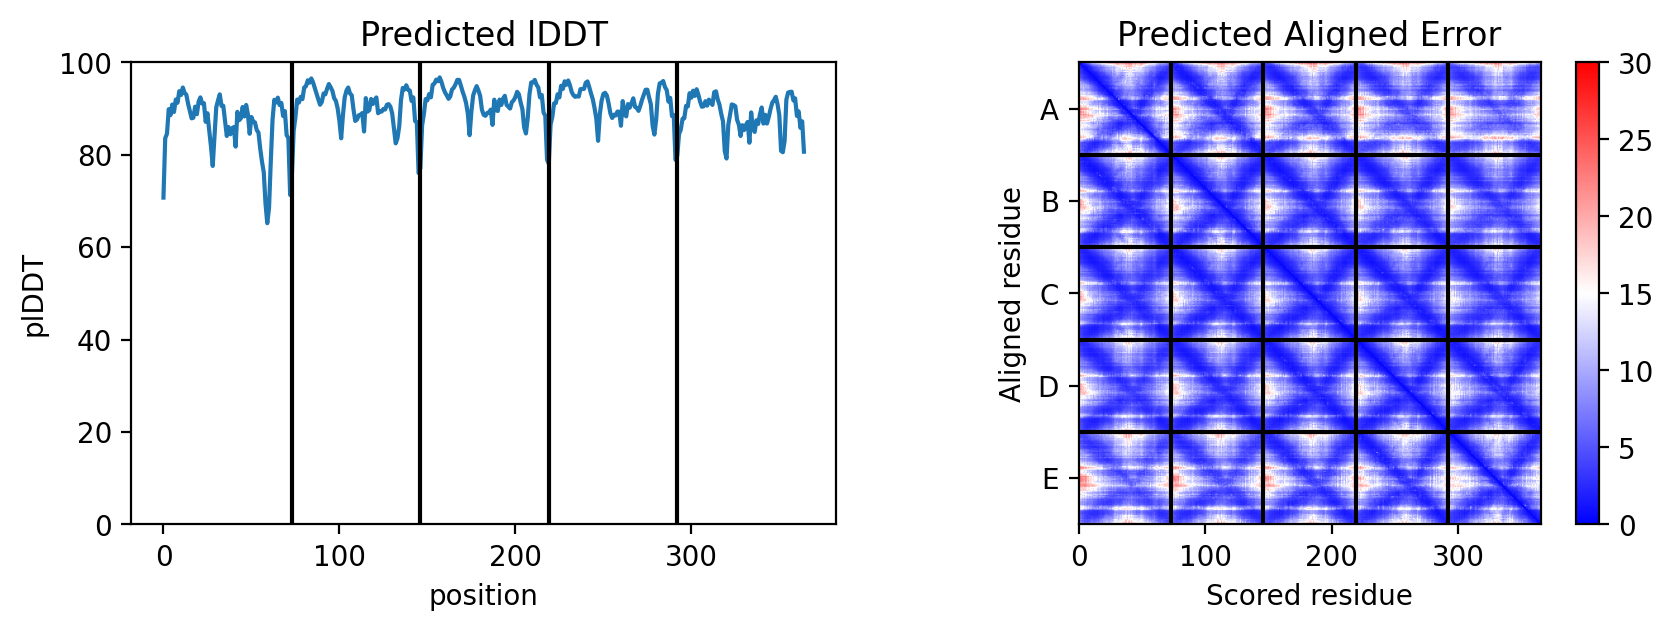 Predicted lDDT
100
80
60
40
20
0
plDDT
0
100
200
300
position
Predicted Aligned Error
A
B
C
D
E
Aligned residue
0
100
200
300
Scored residue
30
25
20
15
10
5
0